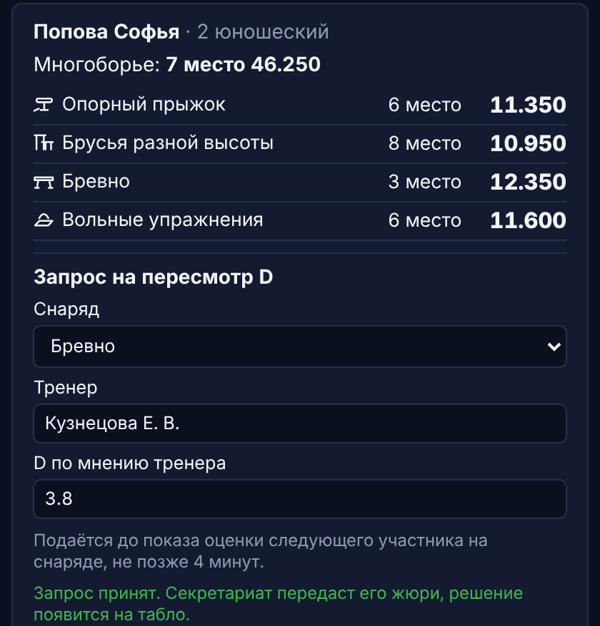 Попова Софья · 2 юношеский
Многоборье: 7 место 46.250
Опорный прыжок 6 место 11.350
Брусья разной высоты 8 место 10.950
Бревно 3 место 12.350
Вольные упражнения 6 место 11.600
Запрос на пересмотр D
Снаряд
Бревно
Тренер
Кузнецова Е. В.
D по мнению тренера
3.8
Подаётся до показа оценки следующего участника на
снаряде, не позже 4 минут.
Запрос принят. Секретариат передаст его жюри, решение
появится на табло.